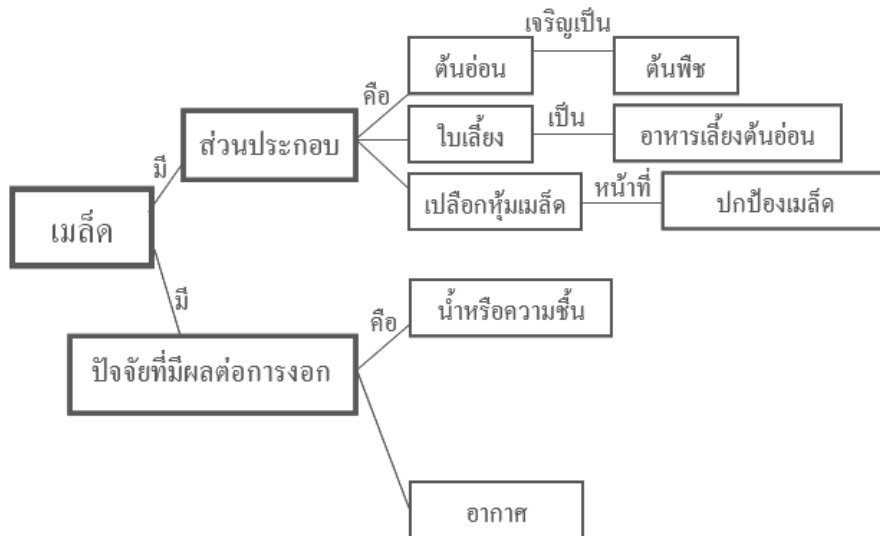 เจริญเป็น
ต้นอ่อน
ต้นพืช
คือ
ส่วนประกอบ
ใบเลี้ยง
เป็น
อาหารเลี้ยงต้นอ่อน
มี
เปลือกหุ้มเมล็ด
หน้าที่
ปกป้องเมล็ด
เมล็ด
มี
คือ
น้ำหรือความชื้น
ปัจจัยที่มีผลต่อการงอก
อากาศ